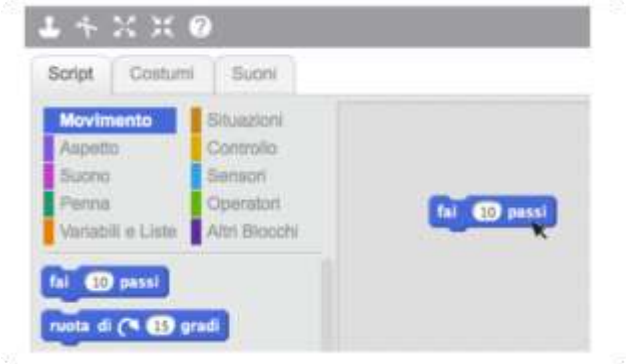 Script Costumi Suoni
Movimento Situazioni
Aspetto Controllo
Suono Sensori
Penna Operatori
Variabili e Liste Altri Blocchi
fai 10 passi
fai 10 passi
ruota di 15 gradi